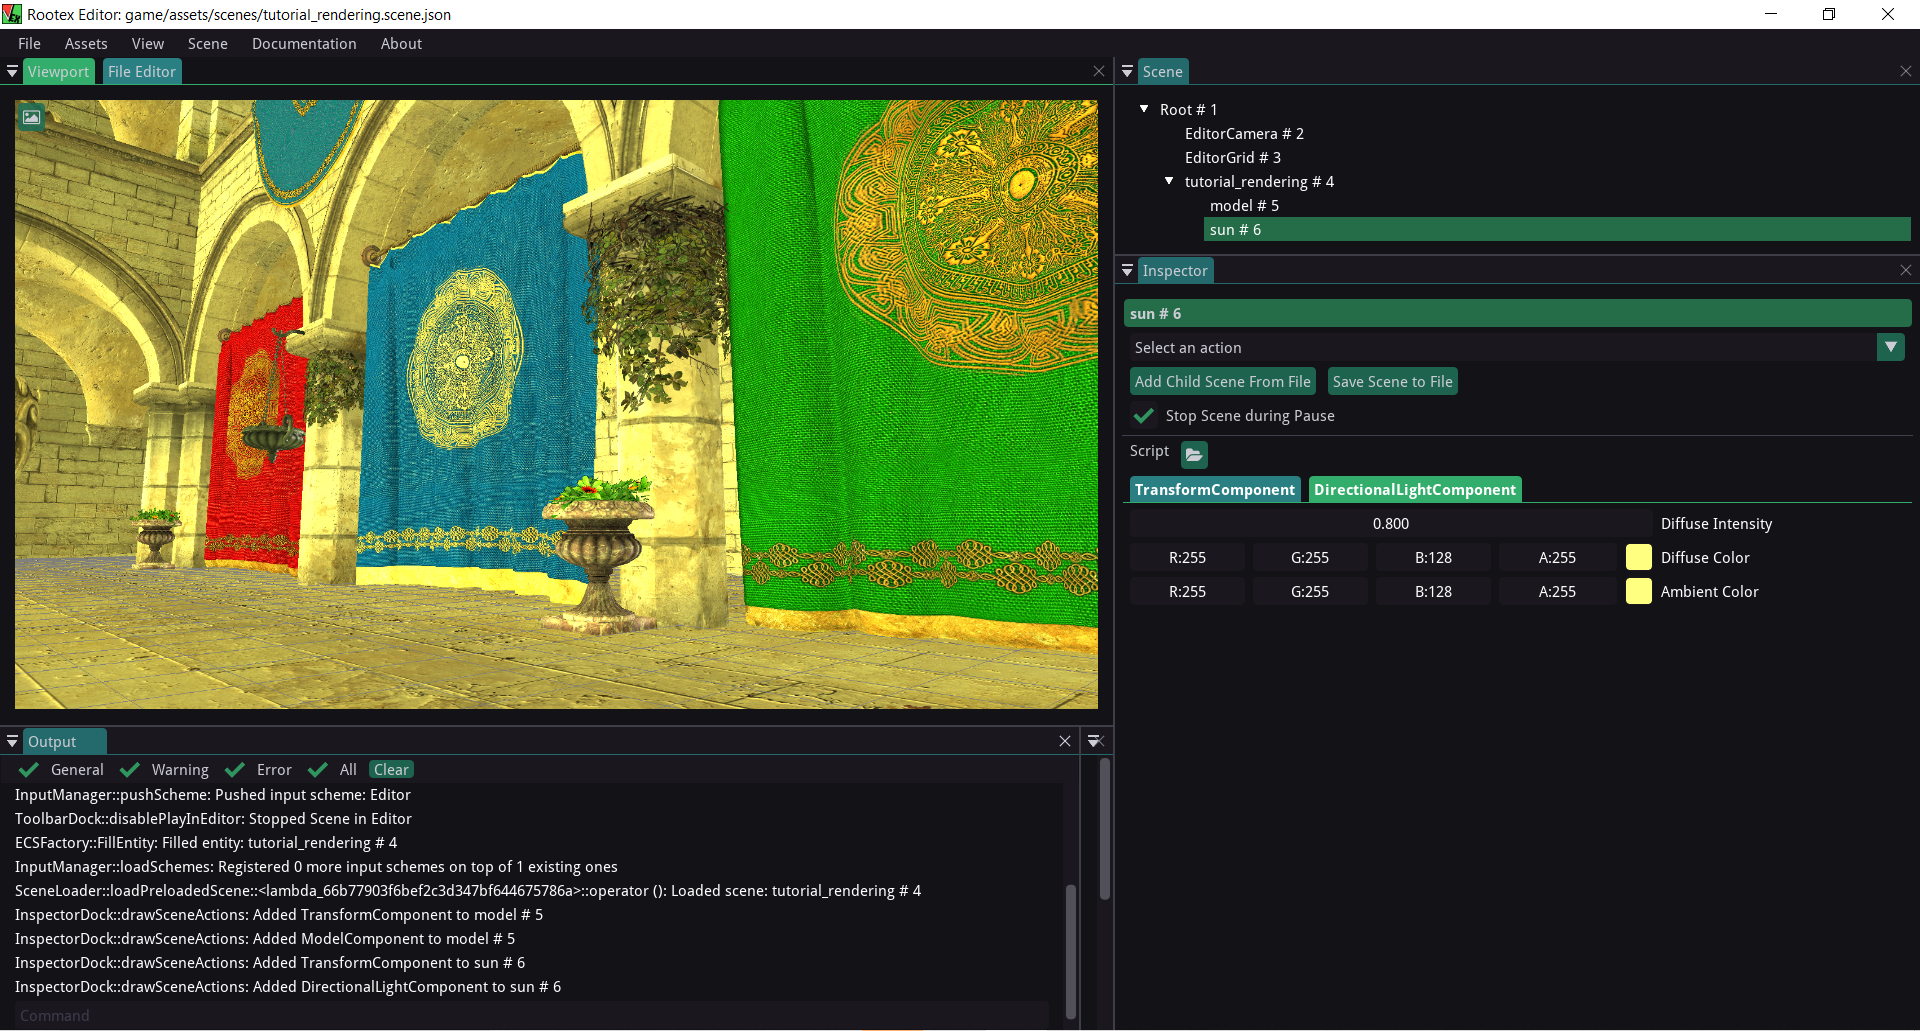 Rootex Editor: game/assets/scenes/tutorial_rendering.scene.json
File Assets View Scene Documentation About
Viewport File Editor
Scene
Root # 1
EditorCamera # 2
EditorGrid # 3
tutorial_rendering # 4
model # 5
sun # 6
Inspector
sun # 6
Select an action
Add Child Scene From File Save Scene to File
Stop Scene during Pause
Script
TransformComponent DirectionalLightComponent
0.800 Diffuse Intensity
R:255 G:255 B:128 A:255 Diffuse Color
R:255 G:255 B:128 A:255 Ambient Color
Output
General Warning Error All Clear
InputManager::pushScheme: Pushed input scheme: Editor
ToolbarDock::disablePlayInEditor: Stopped Scene in Editor
ECSFactory::FillEntity: Filled entity: tutorial_rendering # 4
InputManager::loadSchemes: Registered 0 more input schemes on top of 1 existing ones
SceneLoader::loadPreloadedScene::<lambda_66b77903f6bef2c3d347bf644675786a>::operator (): Loaded scene: tutorial_rendering # 4
InspectorDock::drawSceneActions: Added TransformComponent to model # 5
InspectorDock::drawSceneActions: Added ModelComponent to model # 5
InspectorDock::drawSceneActions: Added TransformComponent to sun # 6
InspectorDock::drawSceneActions: Added DirectionalLightComponent to sun # 6
Command